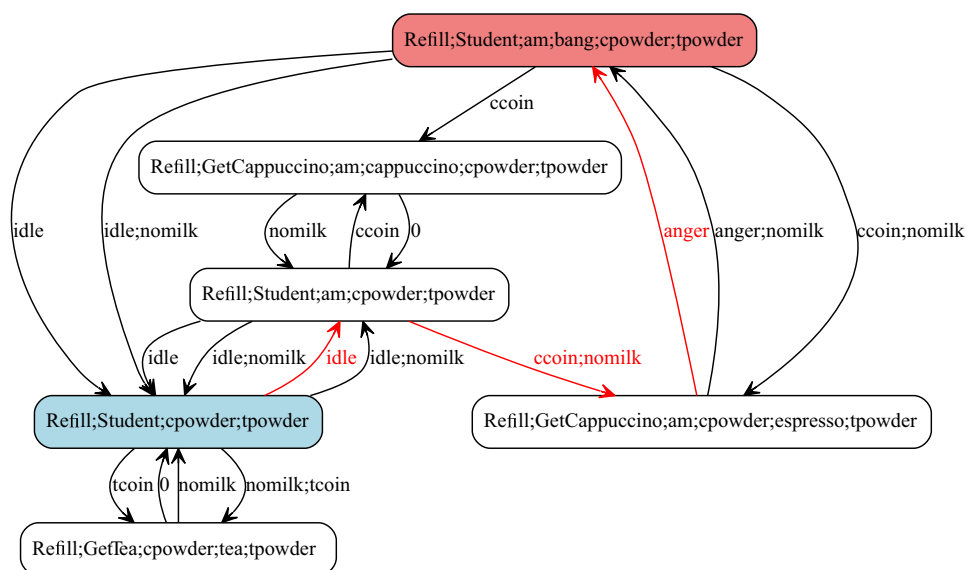 Refill;Student;am;bang;cpowder;tpowder
ccoin
Refill;GetCappuccino;am;cappuccino;cpowder;tpowder
idle
idle;nomilk
nomilk
ccoin
0
anger
anger;nomilk
ccoin;nomilk
Refill;Student;am;cpowder;tpowder
idle
idle;nomilk
idle
idle;nomilk
ccoin;nomilk
Refill;Student;cpowder;tpowder
Refill;GetCappuccino;am;cpowder;espresso;tpowder
tcoin
0
nomilk
nomilk;tcoin
Refill;GetTea;cpowder;tea;tpowder